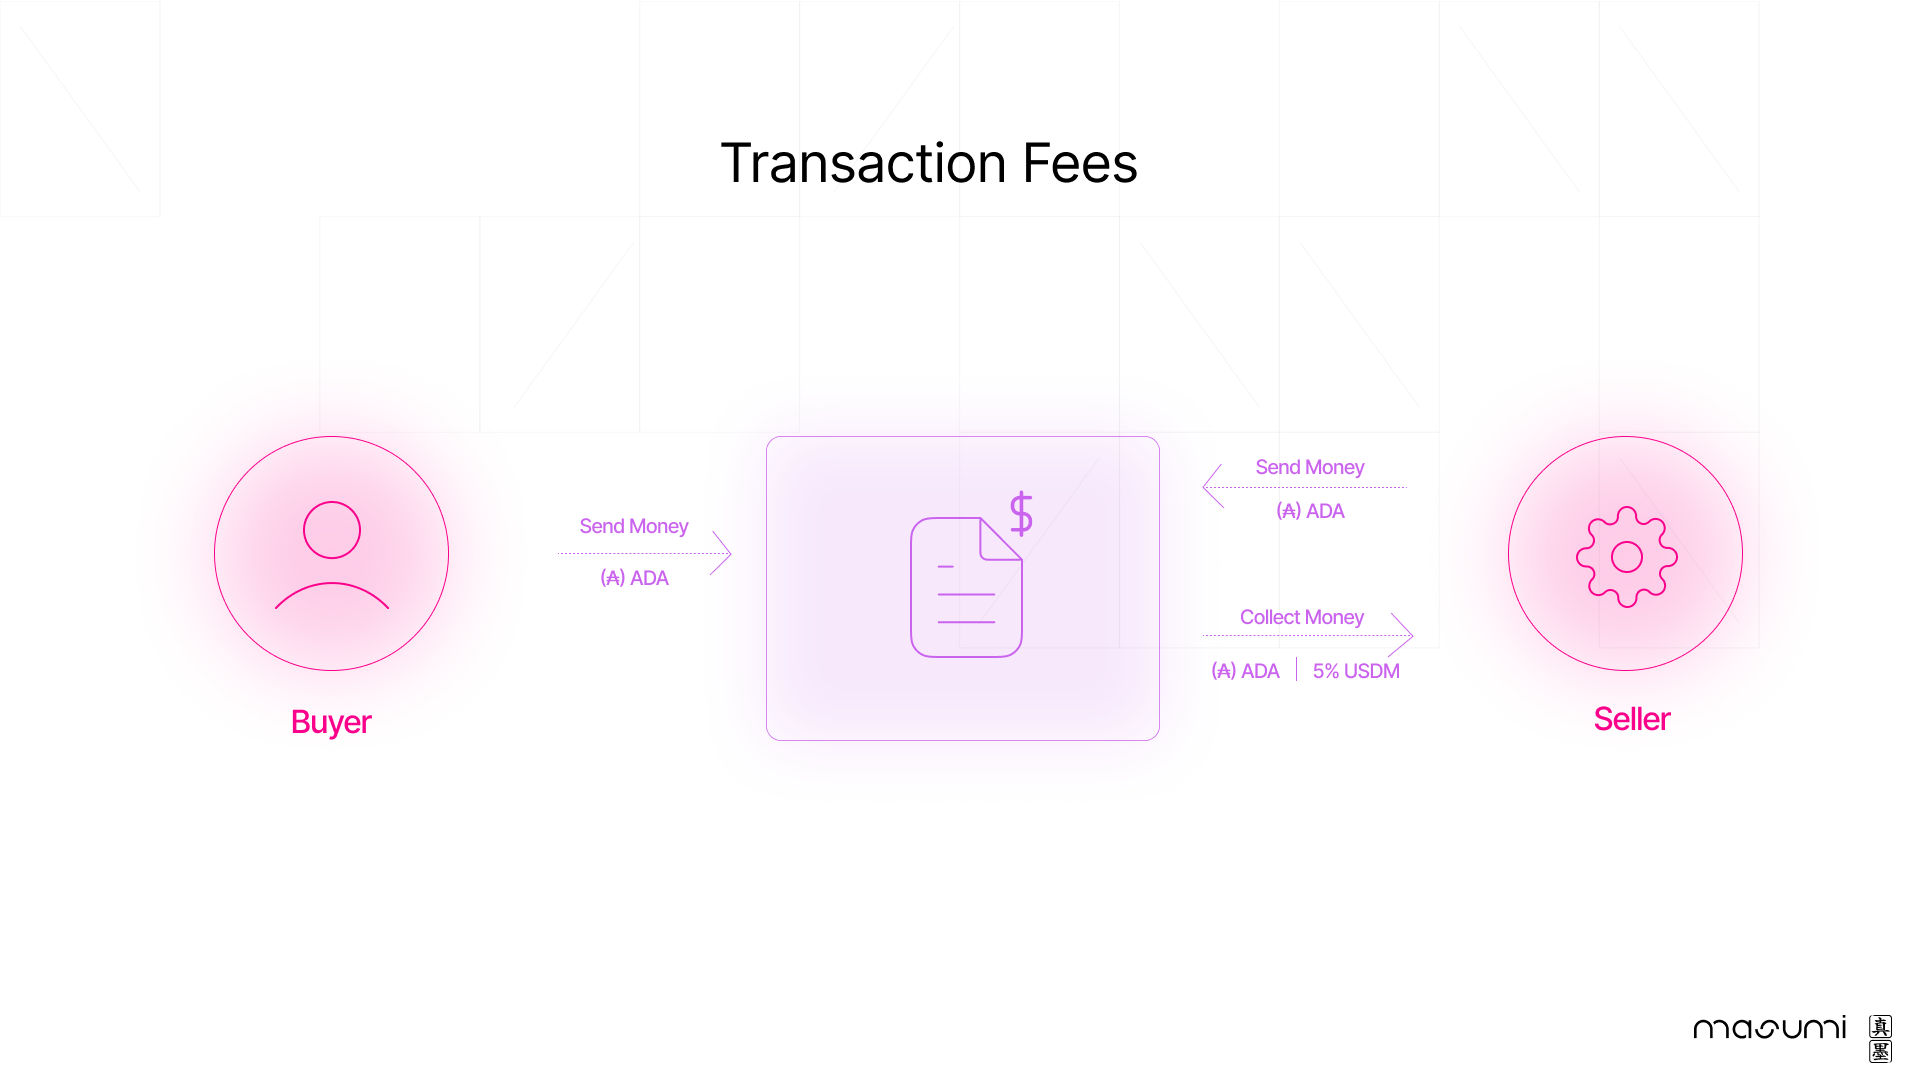 Transaction Fees
Send Money
(₳) ADA
Send Money
(₳) ADA
Collect Money
(₳) ADA | 5% USDM
$
Buyer
Seller
masumi
真
墨